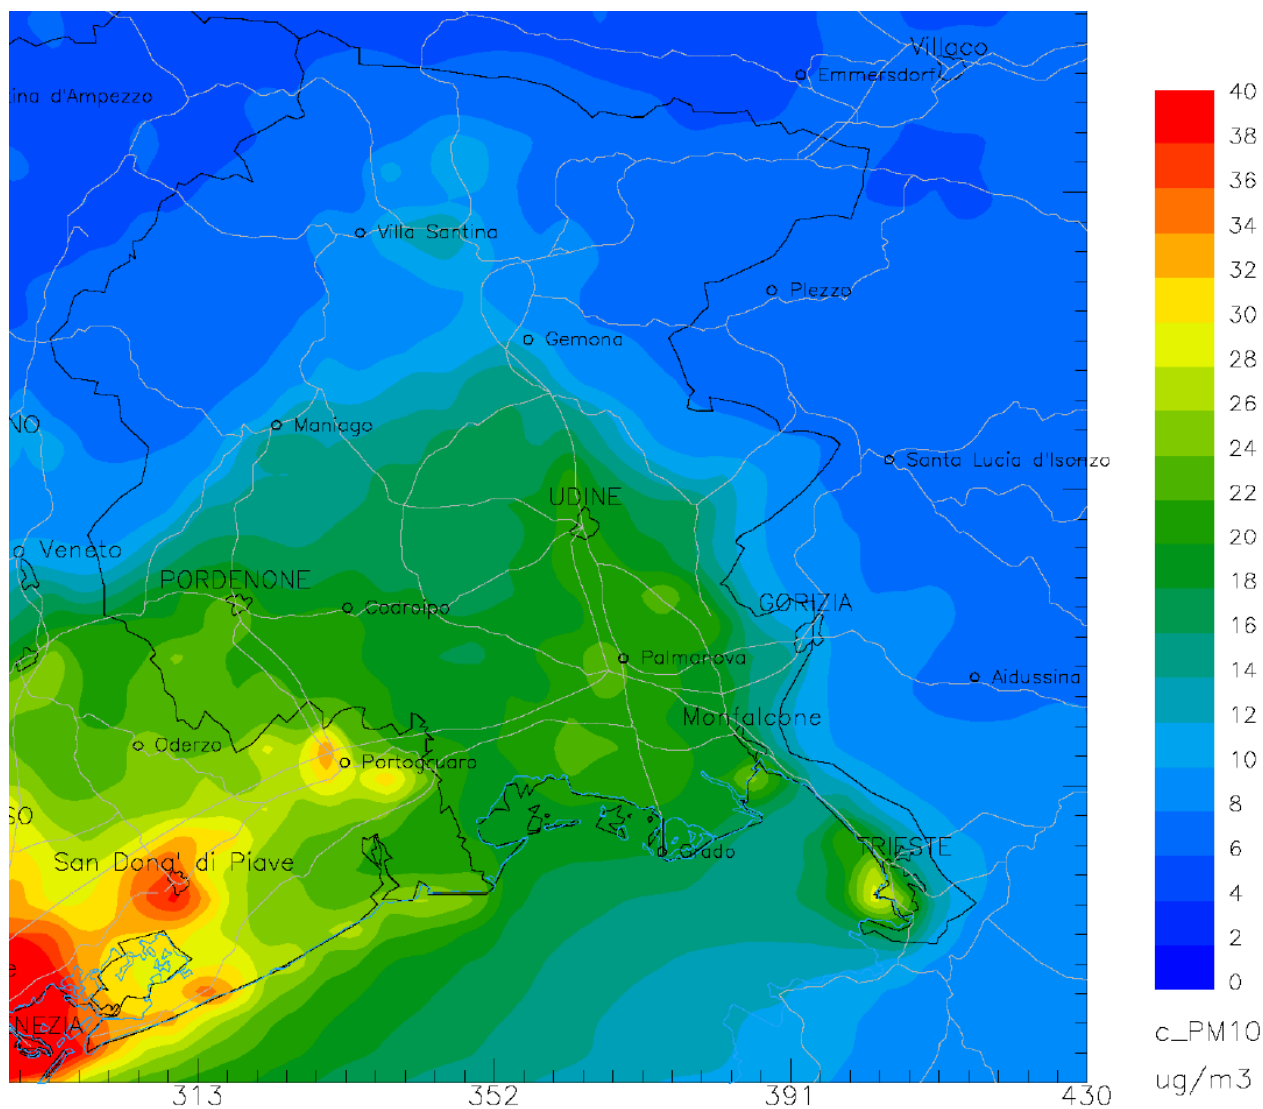 Villaco
Emmersdorf
ina d'Ampezzo
Villa Santina
Plezzo
Gemona
NO
Maniago
Santa Lucia d'Isonzo
UDINE
o Veneto
PORDENONE
Codroipo
GORIZIA
Palmanova
Aidussina
Monfalcone
Oderzo
Portogruaro
SO
San Dona' di Piave
Grado
TRIESTE
e
NEZIA
313
352
391
430
40
38
36
34
32
30
28
26
24
22
20
18
16
14
12
10
8
6
4
2
0
c_PM10
ug/m3